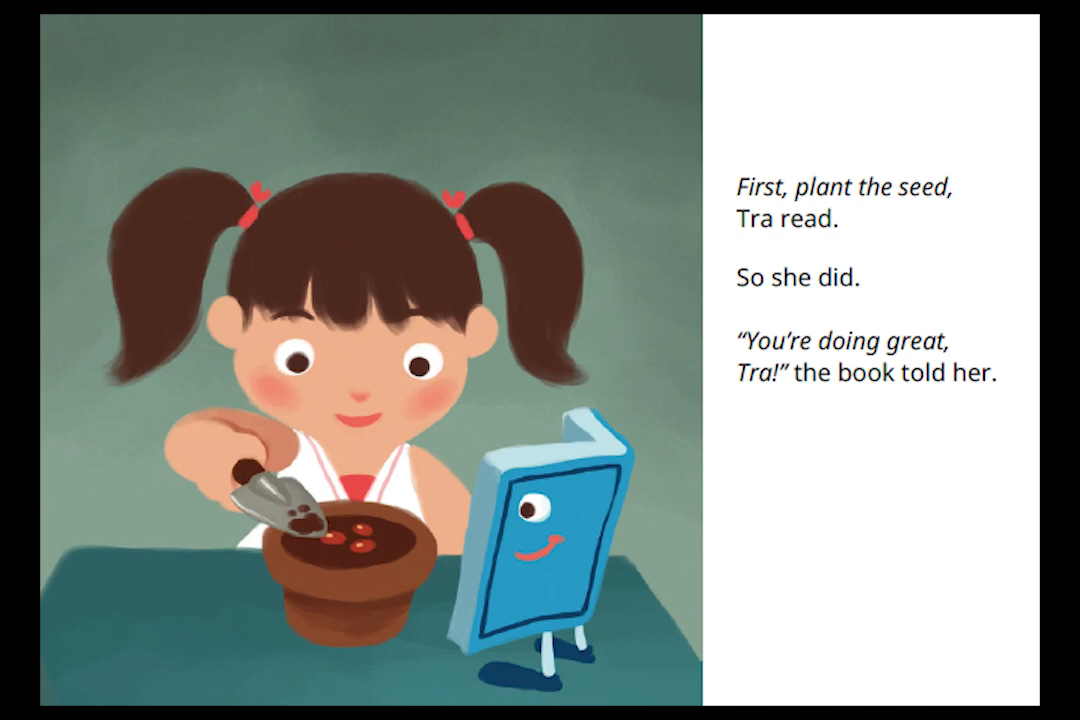 First, plant the seed,
Tra read.
So she did.
“You’re doing great,
Tra!” the book told her.